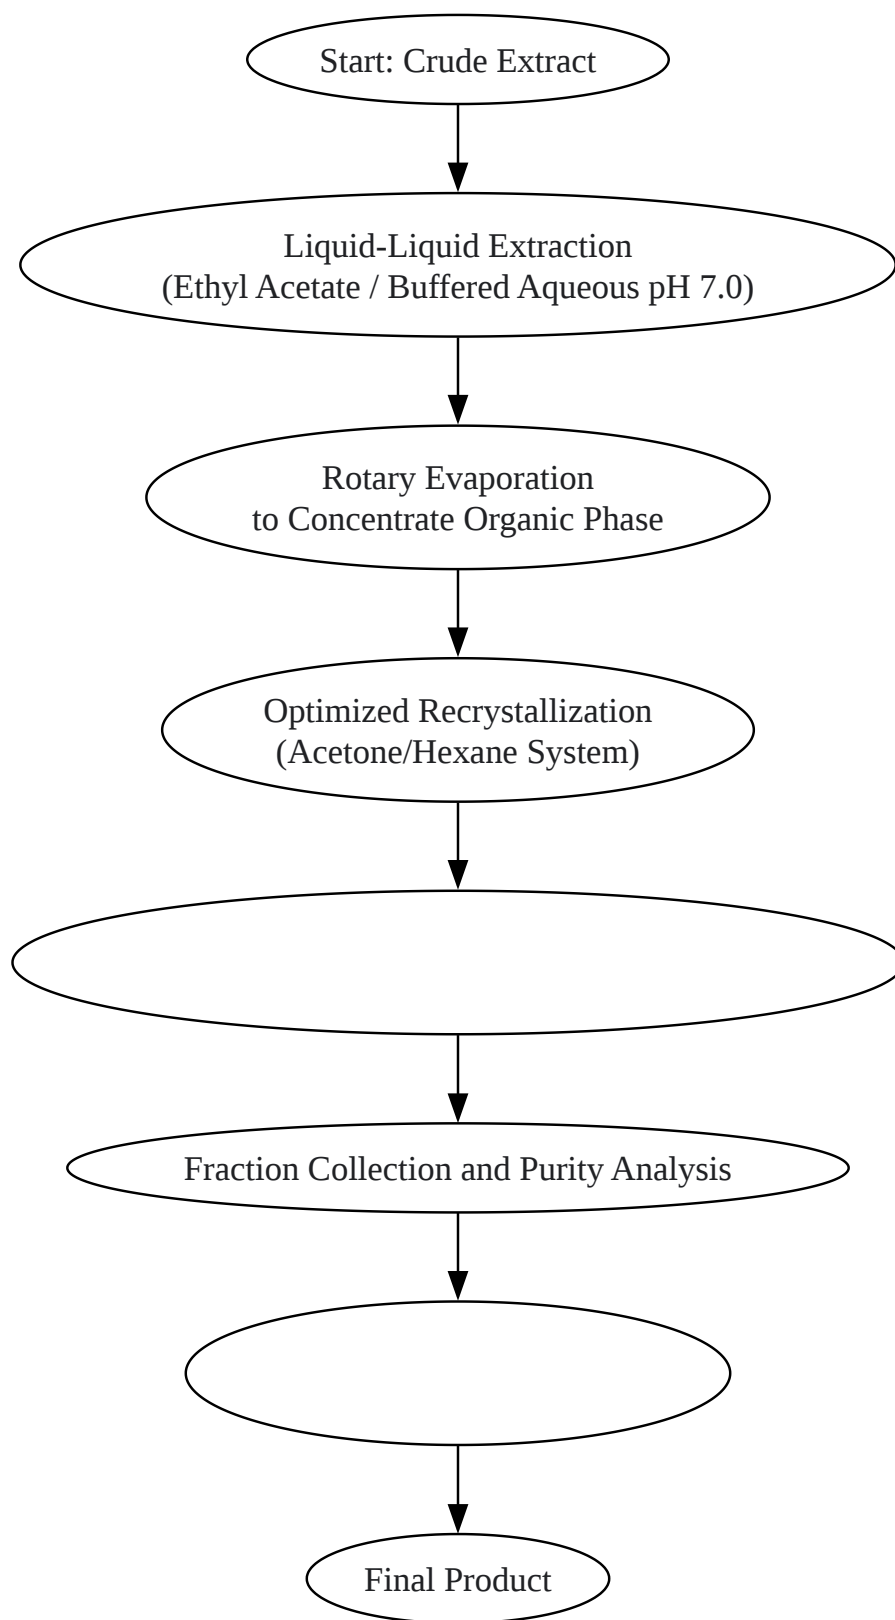 Start: Crude Extract
Liquid-Liquid Extraction
(Ethyl Acetate / Buffered Aqueous pH 7.0)
Rotary Evaporation
to Concentrate Organic Phase
Optimized Recrystallization
(Acetone/Hexane System)
Fraction Collection and Purity Analysis
Final Product